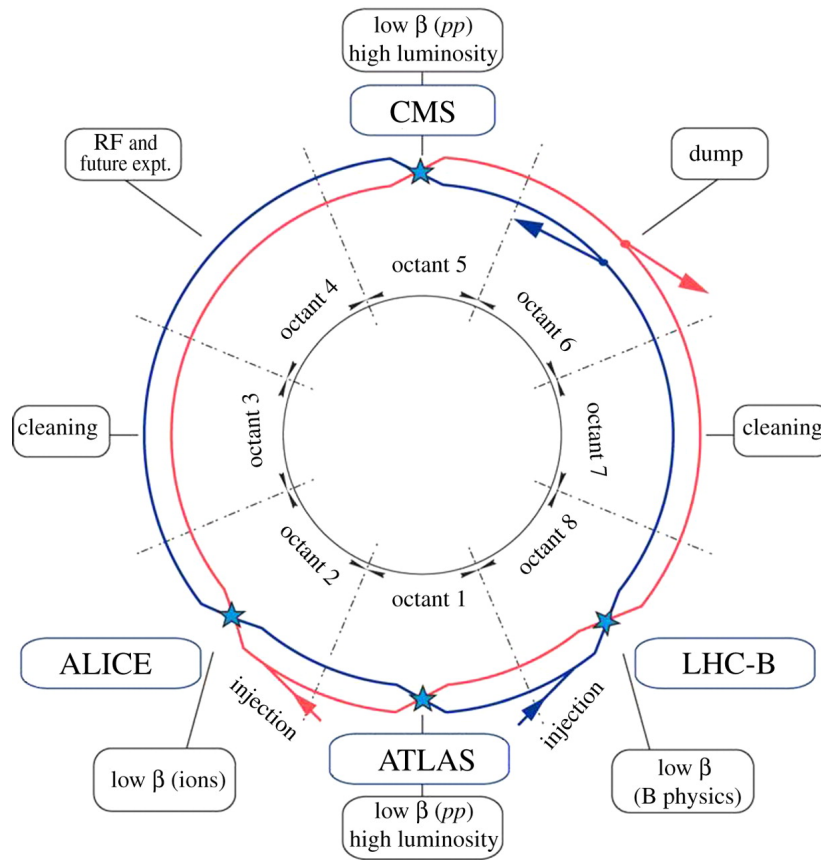 low β (pp)
high luminosity
CMS
RF and
future expt.
dump
octant 5
octant 4
octant 6
cleaning
octant 3
octant 7
cleaning
octant 2
octant 8
octant 1
ALICE
LHC-B
injection
injection
ATLAS
low β (ions)
low β
(B physics)
low β (pp)
high luminosity